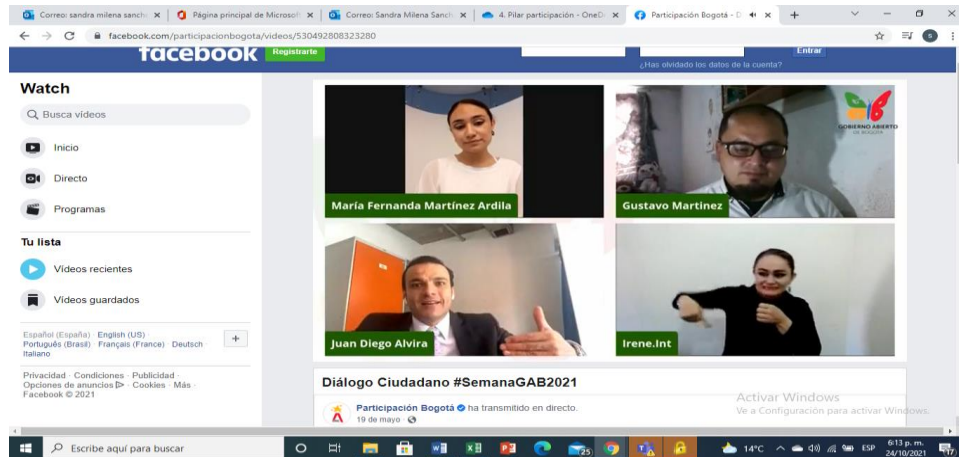 Correo: sandra milena sanch
Página principal de Microsof
Correo: Sandra Milena Sanch
4. Pilar participación - OneD
Participación Bogotá - D
facebook.com/participacionbogota/videos/530492808323280
S
facebook
Registrarte
Entrar
¿Has olvidado los datos de la cuenta?
Watch
Busca vídeos
Inicio
Directo
Programas
Tu lista
Vídeos recientes
Vídeos guardados
Español (España) · English (US) ·
Português (Brasil) · Français (France) · Deutsch ·
Italiano
Privacidad · Condiciones · Publicidad ·
Opciones de anuncios · Cookies · Más ·
Facebook © 2021
GOBIERNO ABIERTO
DE BOGOTÁ
María Fernanda Martínez Ardila
Gustavo Martinez
Juan Diego Alvira
Irene.Int
Diálogo Ciudadano #SemanaGAB2021
Participación Bogotá ha transmitido en directo.
19 de mayo ·
Activar Windows
Ve a Configuración para activar Windows.
Escribe aquí para buscar
25
14°C
ESP
6:13 p. m.
24/10/2021
17